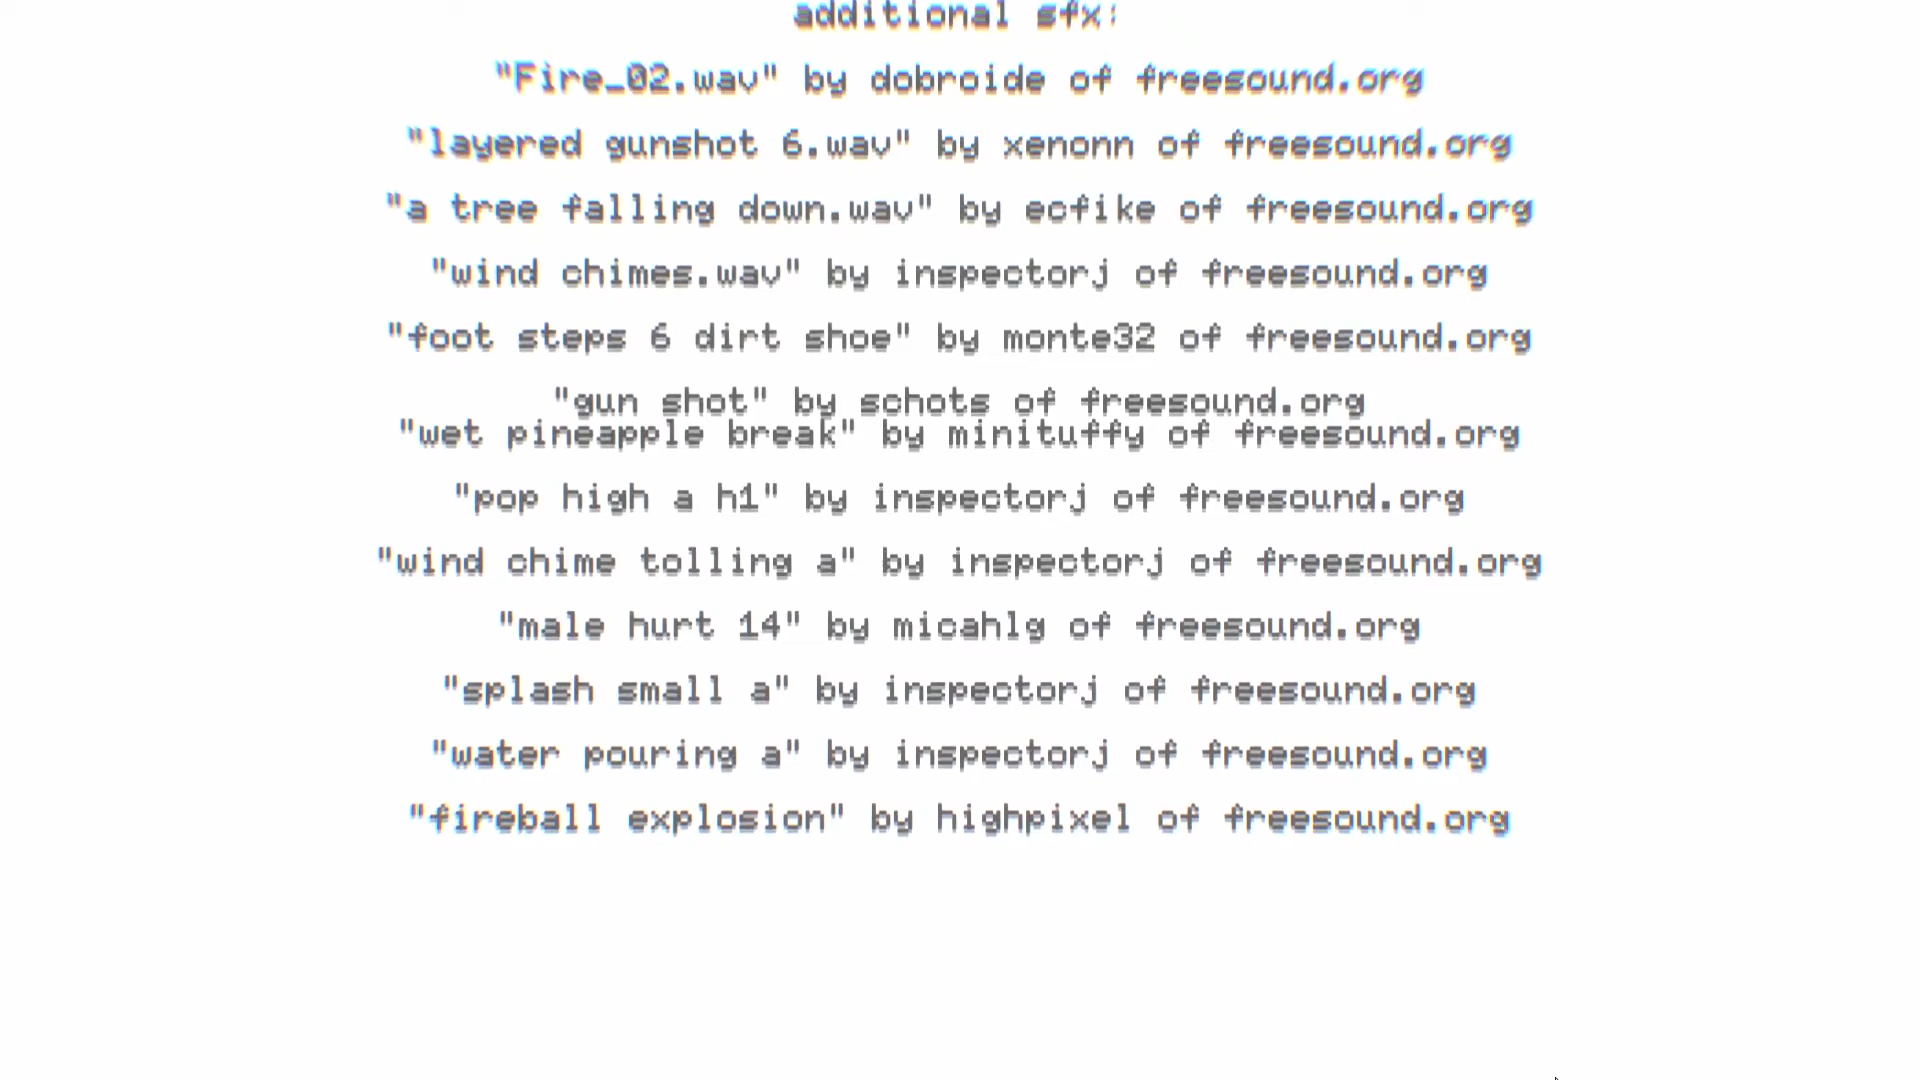 additional sfx:
"Fire_02.wav" by dobroide of freesound.org
"layered gunshot 6.wav" by xenonn of freesound.org
"a tree falling down.wav" by ecfike of freesound.org
"wind chimes.wav" by inspectorj of freesound.org
"foot steps 6 dirt shoe" by monte32 of freesound.org
"gun shot" by schots of freesound.org
"wet pineapple break" by minituffy of freesound.org
"pop high a h1" by inspectorj of freesound.org
"wind chime tolling a" by inspectorj of freesound.org
"male hurt 14" by micahlg of freesound.org
"splash small a" by inspectorj of freesound.org
"water pouring a" by inspectorj of freesound.org
"fireball explosion" by highpixel of freesound.org